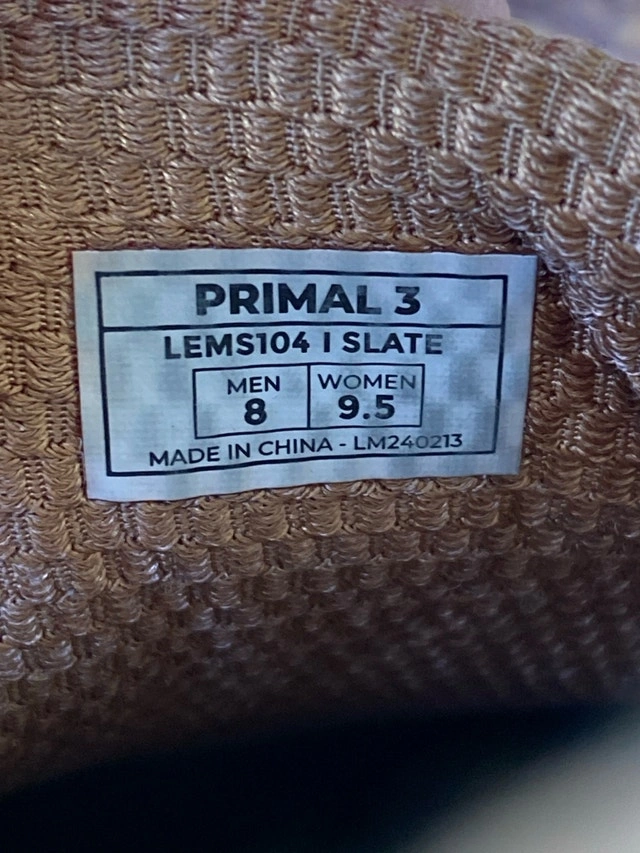 PRIMAL 3
LEMS104 | SLATE
MEN WOMEN
8 9.5
MADE IN CHINA - LM240213